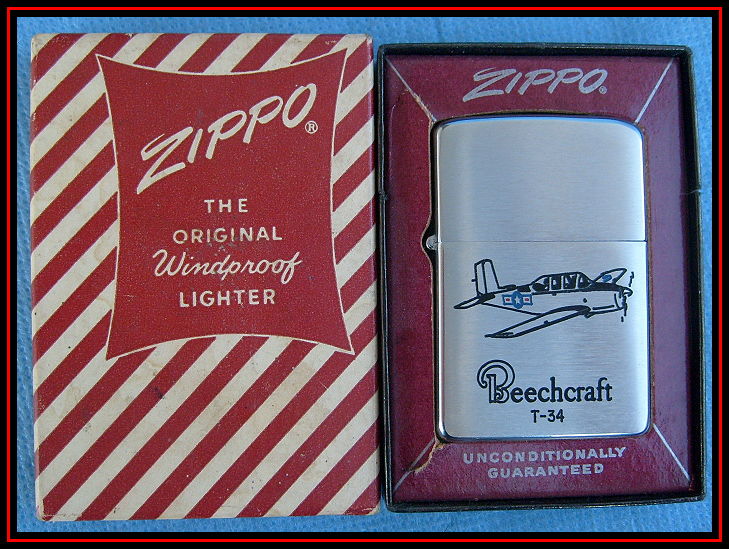 ZIPPO®
THE
ORIGINAL
Windproof
LIGHTER
ZIPPO®
Beechcraft
T-34
UNCONDITIONALLY
GUARANTEED